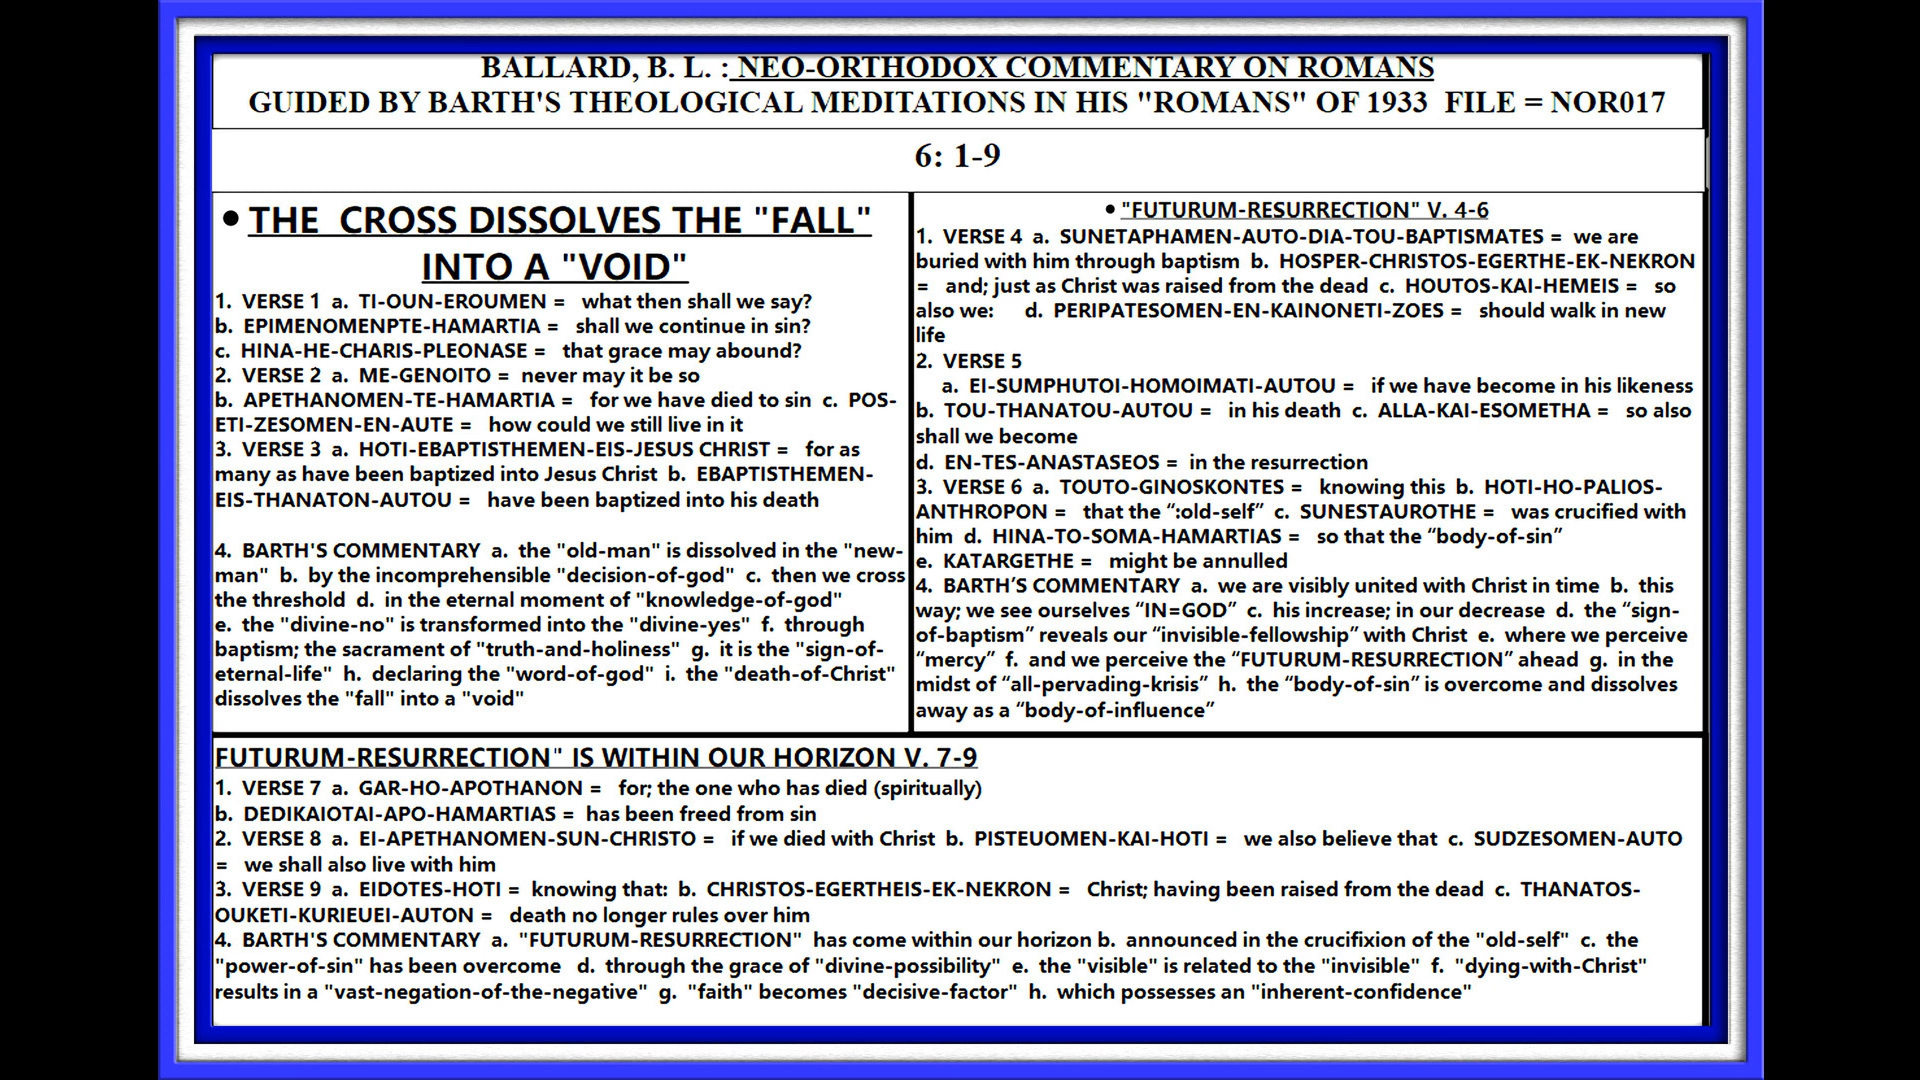 BALLARD, B. L. : NEO-ORTHODOX COMMENTARY ON ROMANS
GUIDED BY BARTH'S THEOLOGICAL MEDITATIONS IN HIS "ROMANS" OF 1933 FILE = NOR017
6: 1-9
• THE CROSS DISSOLVES THE "FALL"
INTO A "VOID"
1. VERSE 1 a. TI-OUN-EROUMEN = what then shall we say?
b. EPIMENOMENPTE-HAMARTIA = shall we continue in sin?
c. HINA-HE-CHARIS-PLEONASE = that grace may abound?
2. VERSE 2 a. ME-GENOITO = never may it be so
b. APETHANOMEN-TE-HAMARTIA = for we have died to sin c. POS-
ETI-ZESOMEN-EN-AUTE = how could we still live in it
3. VERSE 3 a. HOTI-EBAPTISTHEMEN-EIS-JESUS CHRIST = for as
many as have been baptized into Jesus Christ b. EBAPTISTHEMEN-
EIS-THANATON-AUTOU = have been baptized into his death
4. BARTH'S COMMENTARY a. the "old-man" is dissolved in the "new-
man" b. by the incomprehensible "decision-of-god" c. then we cross
the threshold d. in the eternal moment of "knowledge-of-god"
e. the "divine-no" is transformed into the "divine-yes" f. through
baptism; the sacrament of "truth-and-holiness" g. it is the "sign-of-
eternal-life" h. declaring the "word-of-god" i. the "death-of-Christ"
dissolves the "fall" into a "void"
• "FUTURUM-RESURRECTION" V. 4-6
1. VERSE 4 a. SUNETAPHAMEN-AUTO-DIA-TOU-BAPTISMATES = we are
buried with him through baptism b. HOSPER-CHRISTOS-EGERTHE-EK-NEKRON
= and; just as Christ was raised from the dead c. HOUTOS-KAI-HEMEIS = so
also we: d. PERIPATESOMEN-EN-KAINONETI-ZOES = should walk in new
life
2. VERSE 5
a. EI-SUMPHUTOI-HOMOIMATI-AUTOU = if we have become in his likeness
b. TOU-THANATOU-AUTOU = in his death c. ALLA-KAI-ESOMETHA = so also
shall we become
d. EN-TES-ANASTASEOS = in the resurrection
3. VERSE 6 a. TOUTO-GINOSKONTES = knowing this b. HOTI-HO-PALIOS-
ANTHROPON = that the “:old-self” c. SUNESTAUROTHE = was crucified with
him d. HINA-TO-SOMA-HAMARTIAS = so that the “body-of-sin”
e. KATARGETHE = might be annulled
4. BARTH’S COMMENTARY a. we are visibly united with Christ in time b. this
way; we see ourselves “IN=GOD” c. his increase; in our decrease d. the “sign-
of-baptism” reveals our “invisible-fellowship” with Christ e. where we perceive
“mercy” f. and we perceive the “FUTURUM-RESURRECTION” ahead g. in the
midst of “all-pervading-krisis” h. the “body-of-sin” is overcome and dissolves
away as a “body-of-influence”
FUTURUM-RESURRECTION" IS WITHIN OUR HORIZON V. 7-9
1. VERSE 7 a. GAR-HO-APOTHANON = for; the one who has died (spiritually)
b. DEDIKAIOTAI-APO-HAMARTIAS = has been freed from sin
2. VERSE 8 a. EI-APETHANOMEN-SUN-CHRISTO = if we died with Christ b. PISTEUOMEN-KAI-HOTI = we also believe that c. SUDZESOMEN-AUTO
= we shall also live with him
3. VERSE 9 a. EIDOTES-HOTI = knowing that: b. CHRISTOS-EGERTHEIS-EK-NEKRON = Christ; having been raised from the dead c. THANATOS-
OUKETI-KURIEUEI-AUTON = death no longer rules over him
4. BARTH'S COMMENTARY a. "FUTURUM-RESURRECTION" has come within our horizon b. announced in the crucifixion of the "old-self" c. the
"power-of-sin" has been overcome d. through the grace of "divine-possibility" e. the "visible" is related to the "invisible" f. "dying-with-Christ"
results in a "vast-negation-of-the-negative" g. "faith" becomes "decisive-factor" h. which possesses an "inherent-confidence"